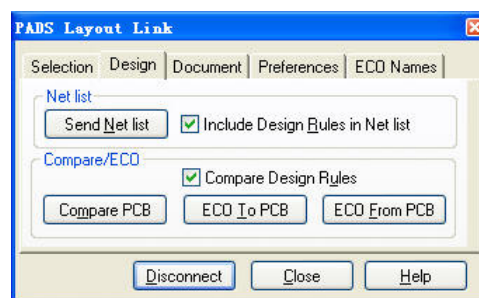 PADS Layout Link
Selection Design Document Preferences ECO Names
Net list
Send Net list Include Design Rules in Net list
Compare/ECO
Compare Design Rules
Compare PCB ECO To PCB ECO From PCB
Disconnect Close Help